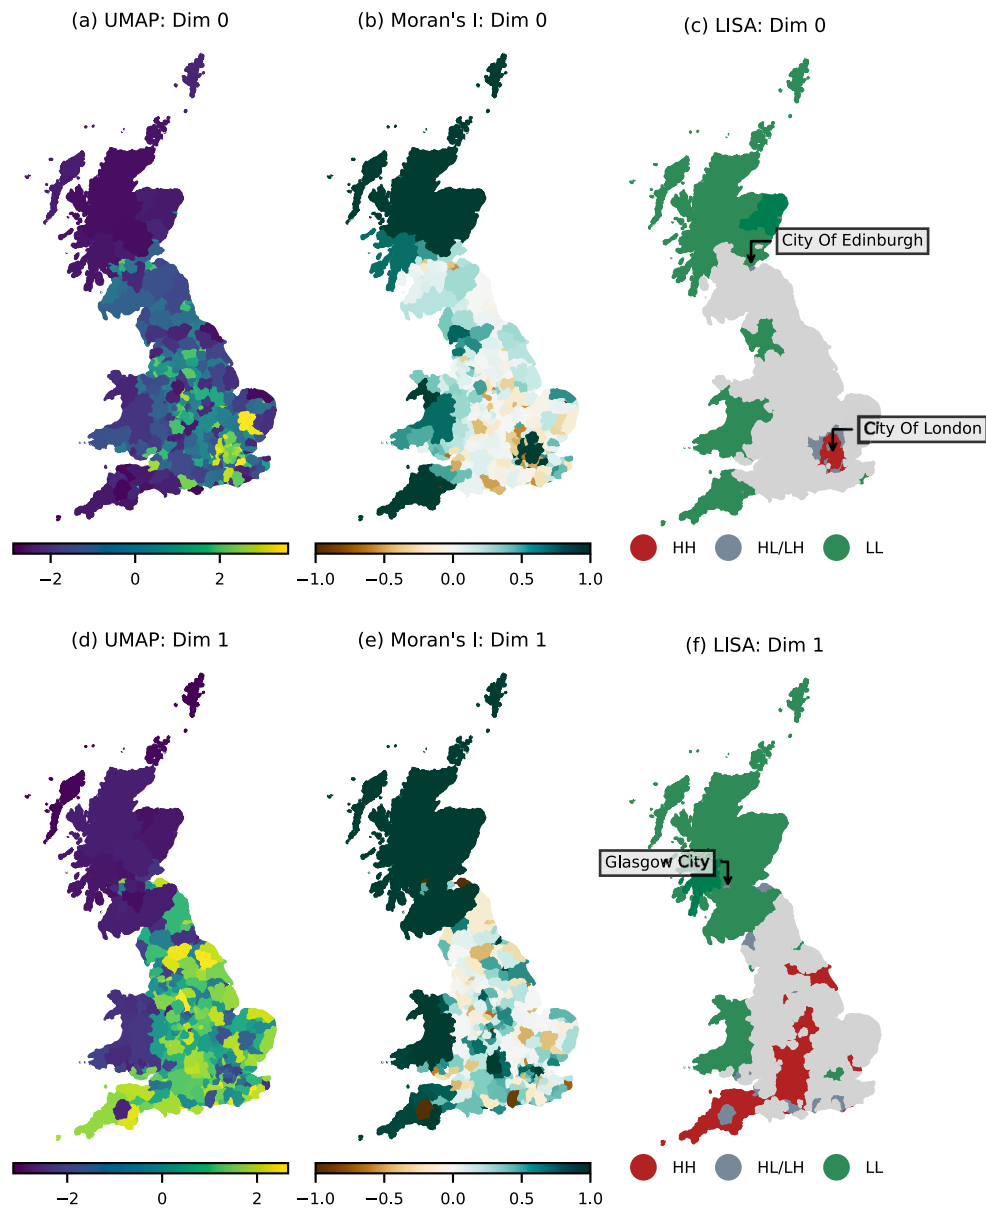 (a) UMAP: Dim 0
(b) Moran's I: Dim 0
(c) LISA: Dim 0
City Of Edinburgh
City Of London
−2 0 2
−1.0 −0.5 0.0 0.5 1.0
HH HL/LH LL
(d) UMAP: Dim 1
(e) Moran's I: Dim 1
(f) LISA: Dim 1
Glasgow City
−2 0 2
−1.0 −0.5 0.0 0.5 1.0
HH HL/LH LL